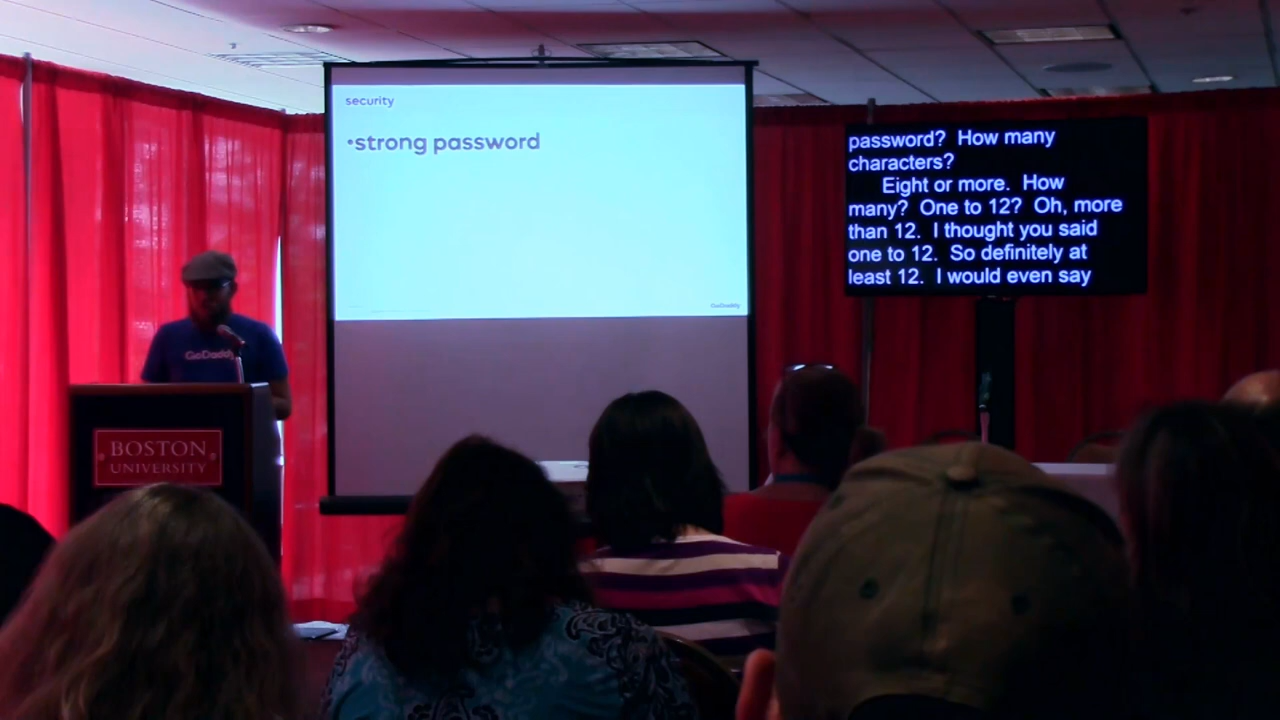 security
•strong password
GoDaddy
password? How many
characters?
Eight or more. How
many? One to 12? Oh, more
than 12. I thought you said
one to 12. So definitely at
least 12. I would even say
GoDaddy
BOSTON
UNIVERSITY